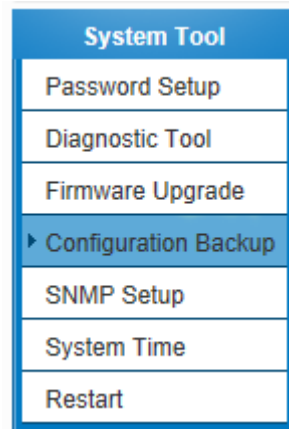 System Tool
Password Setup
Diagnostic Tool
Firmware Upgrade
Configuration Backup
SNMP Setup
System Time
Restart